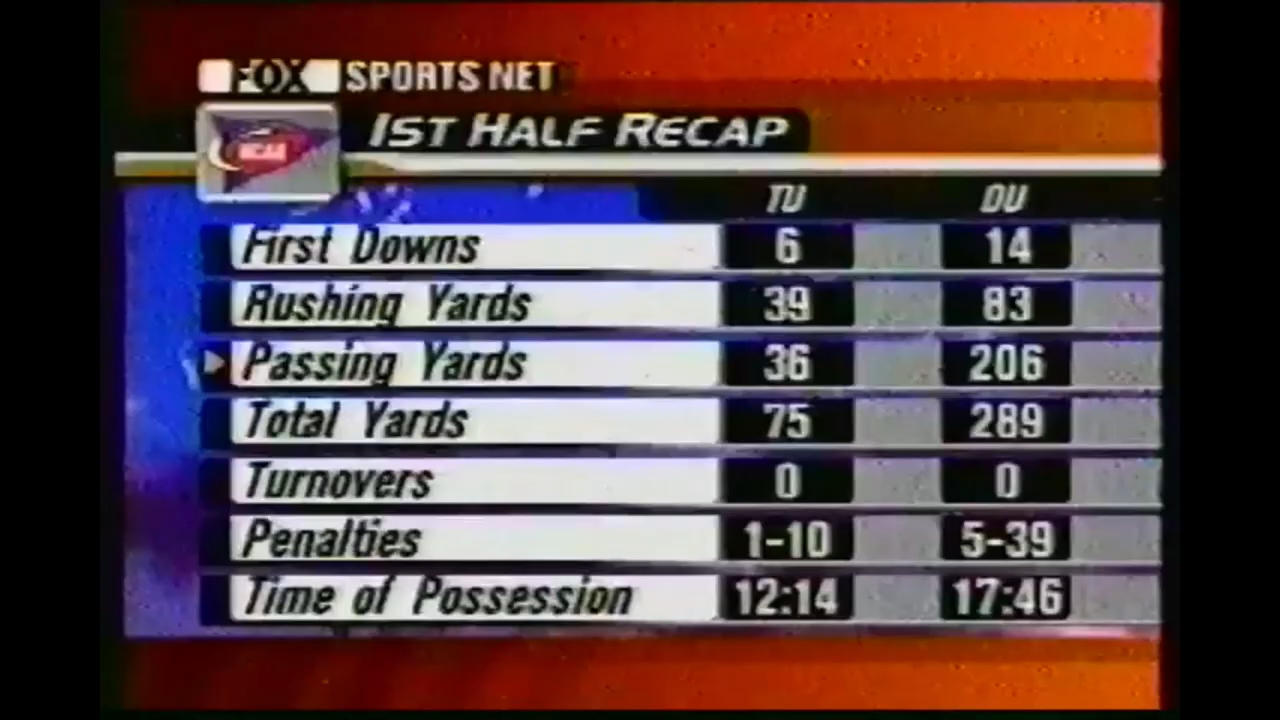 FOX SPORTS NET
NCAA
1ST HALF RECAP
TU OU
First Downs 6 14
Rushing Yards 39 83
Passing Yards 36 206
Total Yards 75 289
Turnovers 0 0
Penalties 1-10 5-39
Time of Possession 12:14 17:46